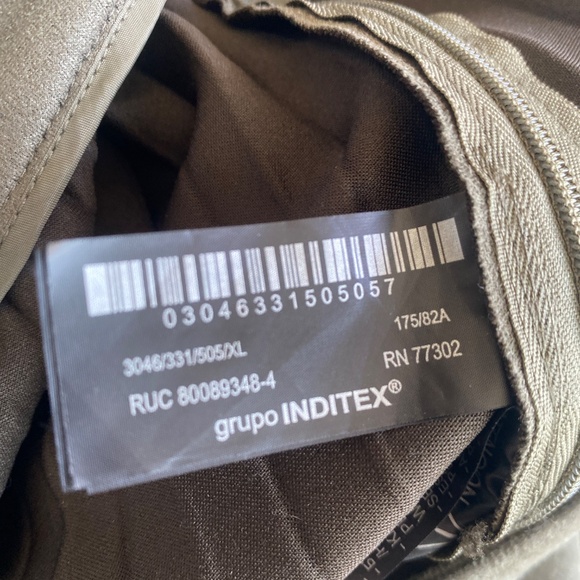 03046331505057
3046/331/505/XL
175/82A
RUC 80089348-4
RN 77302
grupo INDITEX®